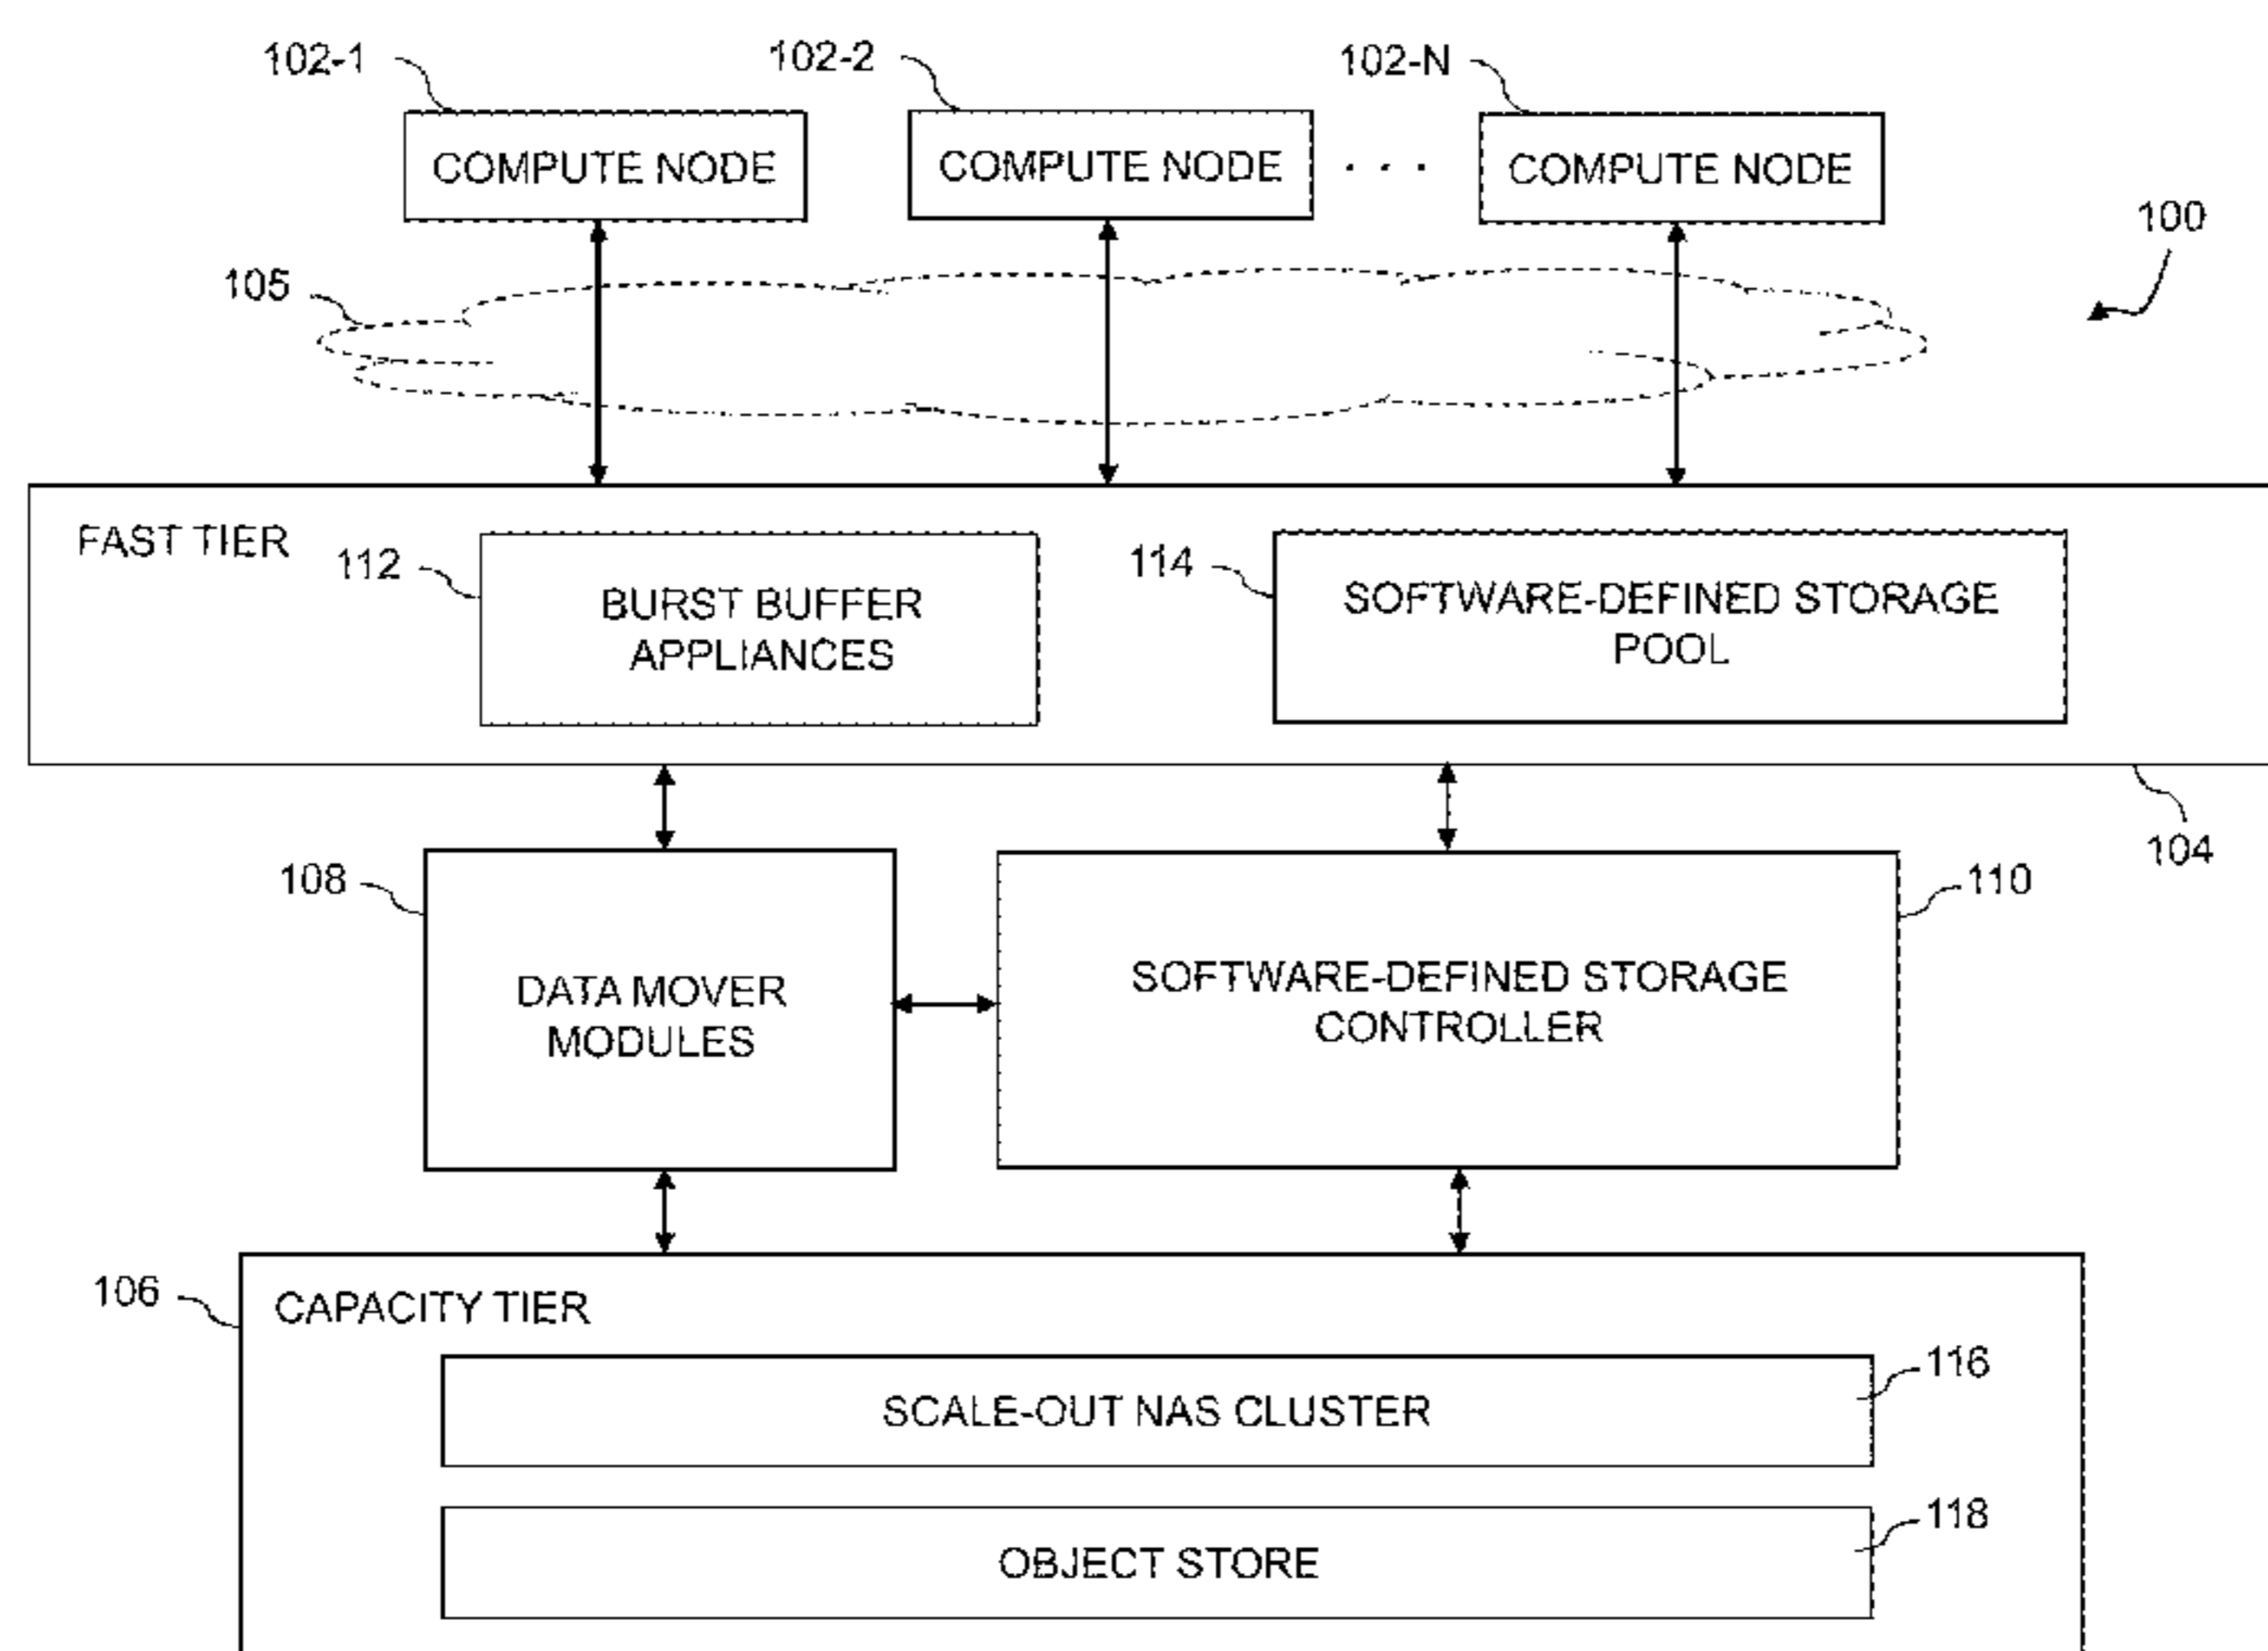 102-1
102-2
102-N
COMPUTE NODE
COMPUTE NODE
. . .
COMPUTE NODE
100
105
FAST TIER
112
BURST BUFFER
APPLIANCES
114
SOFTWARE-DEFINED STORAGE
POOL
104
108
DATA MOVER
MODULES
110
SOFTWARE-DEFINED STORAGE
CONTROLLER
106
CAPACITY TIER
116
SCALE-OUT NAS CLUSTER
118
OBJECT STORE